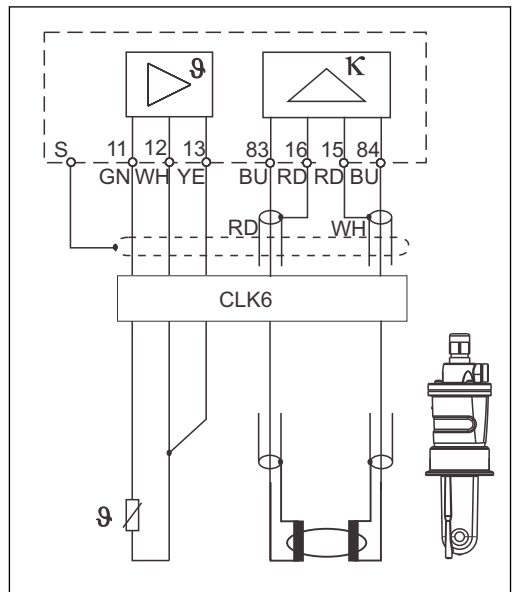 ϑ κ
S 11 12 13 83 16 15 84
GN WH YE BU RD RD BU
RD WH
CLK6
ϑ